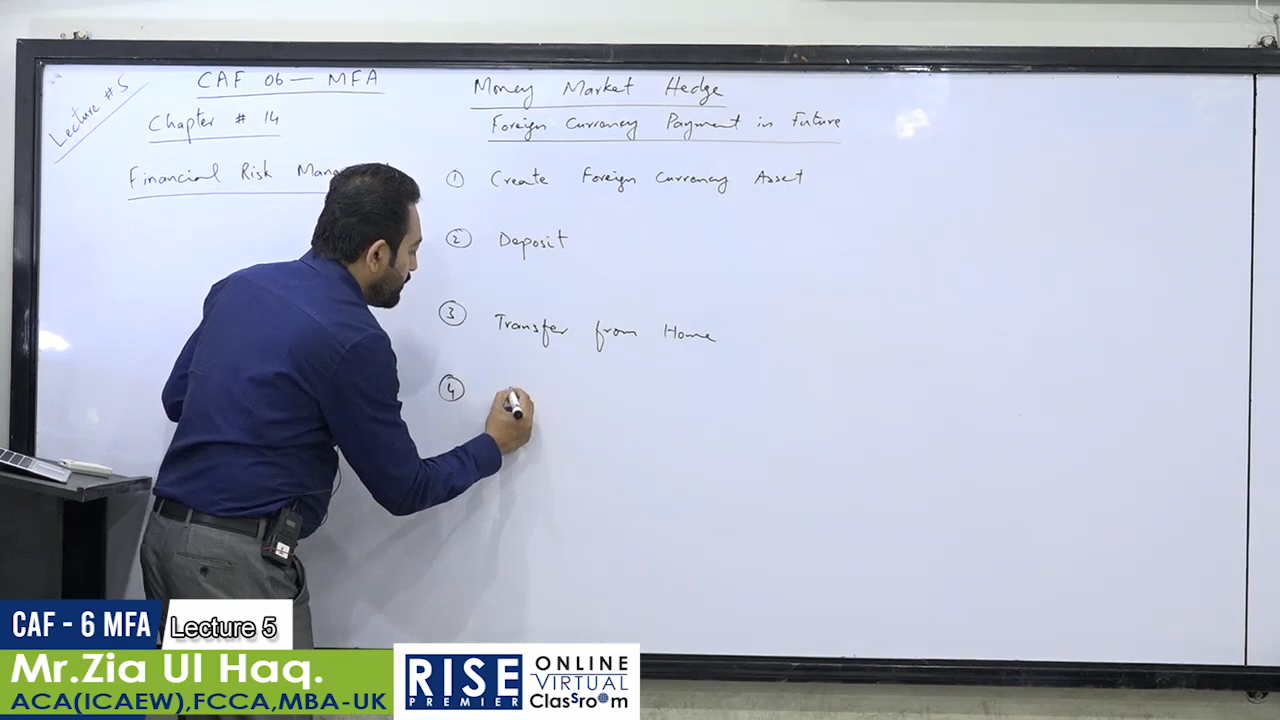 Lecture #5
CAF 06 — MFA
Chapter # 14
Financial Risk
Money Market Hedge
Foreign Currency Payment in Future
① Create Foreign Currency Asset
② Deposit
③ Transfer from Home
④
CAF - 6 MFA
Lecture 5
Mr.Zia Ul Haq.
ACA(ICAEW),FCCA,MBA-UK
RISE
PREMIER
ONLINE
VIRTUAL
Classroom